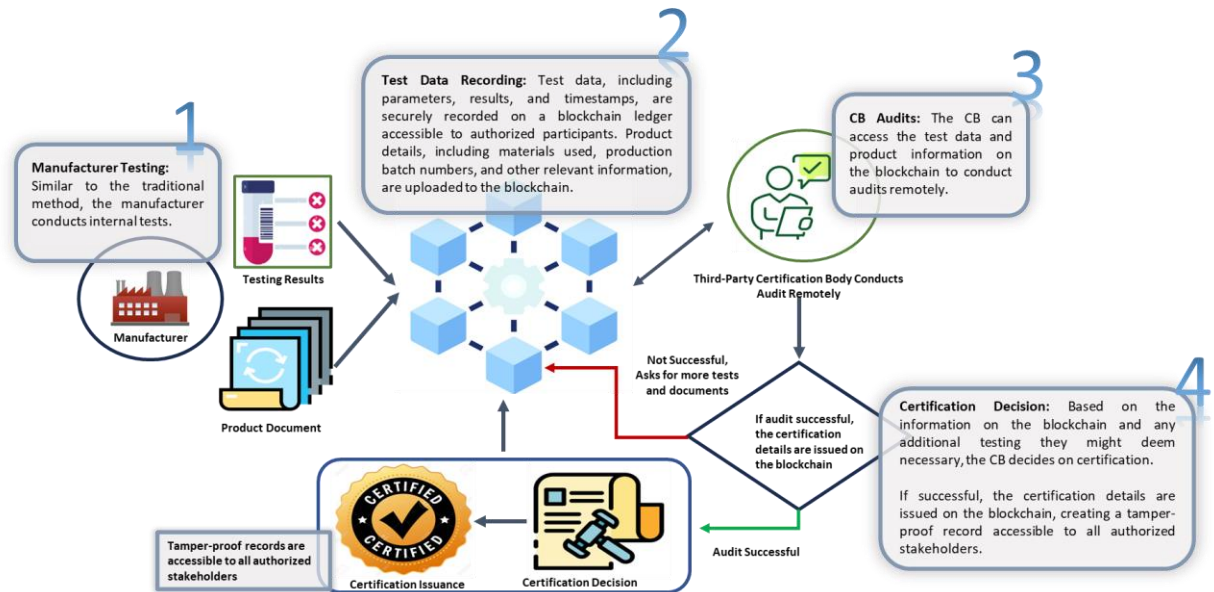 1
Manufacturer Testing:
Similar to the traditional
method, the manufacturer
conducts internal tests.
Manufacturer
Testing Results
Product Document
2
Test Data Recording: Test data, including
parameters, results, and timestamps, are
securely recorded on a blockchain ledger
accessible to authorized participants. Product
details, including materials used, production
batch numbers, and other relevant information,
are uploaded to the blockchain.
3
CB Audits: The CB can
access the test data and
product information on
the blockchain to conduct
audits remotely.
Third-Party Certification Body Conducts
Audit Remotely
Not Successful,
Asks for more tests
and documents
If audit successful,
the certification
details are issued on
the blockchain
4
Certification Decision: Based on the
information on the blockchain and any
additional testing they might deem
necessary, the CB decides on certification.
If successful, the certification details are
issued on the blockchain, creating a tamper-
proof record accessible to all authorized
stakeholders.
Audit Successful
CERTIFIED
CERTIFIED
Certification Issuance
Certification Decision
Tamper-proof records are
accessible to all authorized
stakeholders